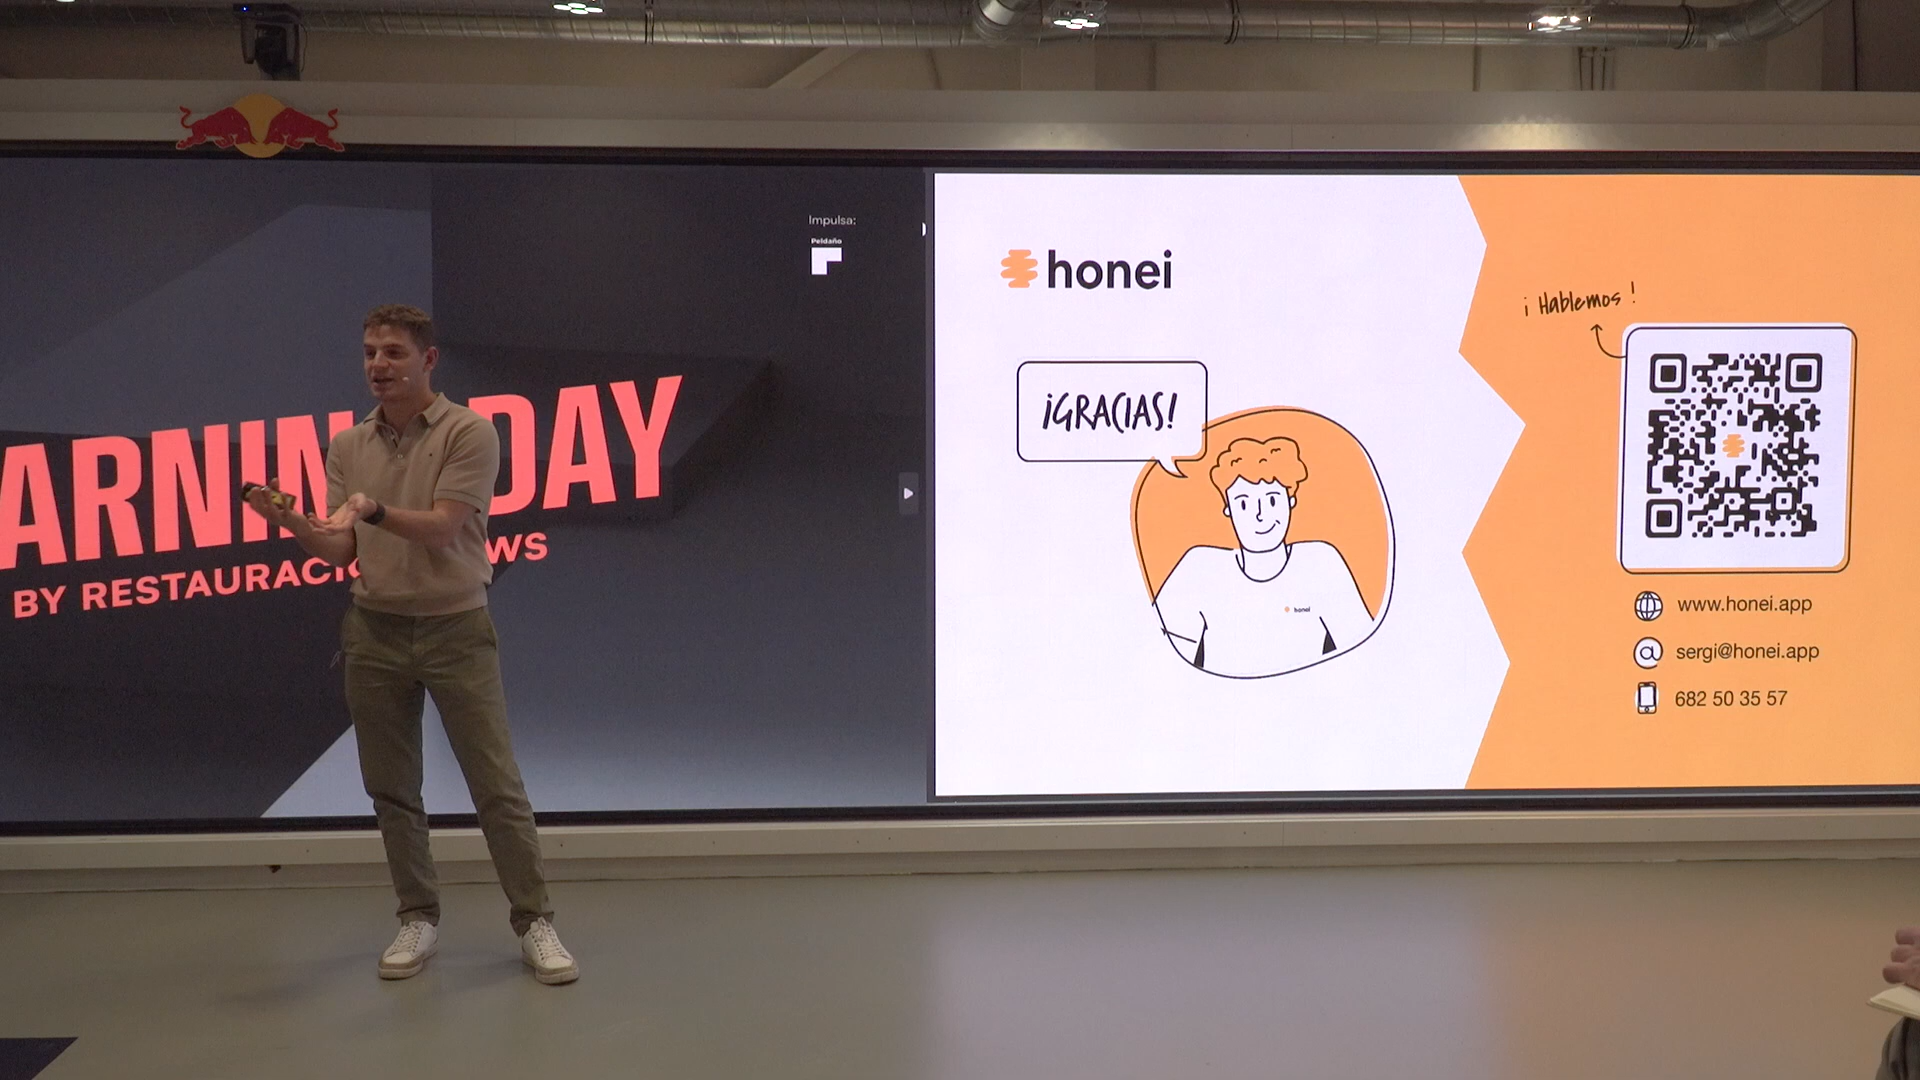 Impulsa:
Peldaño
ARNIN DAY
BY RESTAURACI WS
honei
¡GRACIAS!
honei
¡Hablemos!
www.honei.app
sergi@honei.app
682 50 35 57